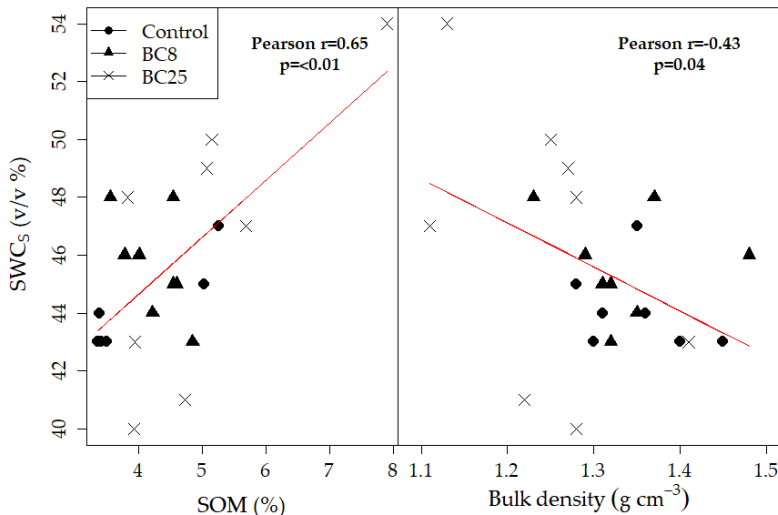 Control
BC8
BC25
Pearson r=0.65
p=<0.01
Pearson r=-0.43
p=0.04
SWCS (v/v %)
54
52
50
48
46
44
42
40
4 5 6 7 8
1.1 1.2 1.3 1.4 1.5
SOM (%)
Bulk density (g cm⁻³)